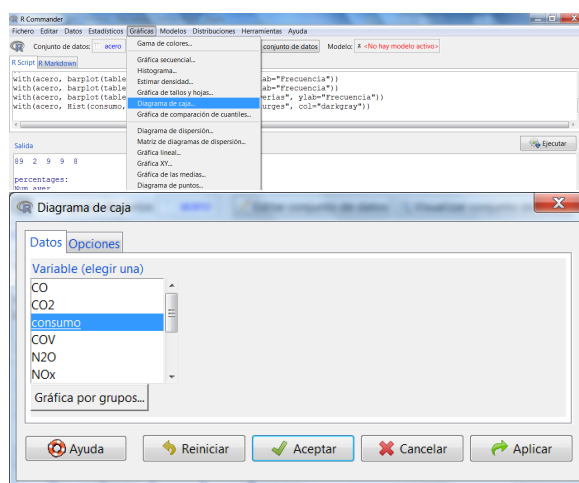 R Commander
Fichero Editar Datos Estadísticos Gráficas Modelos Distribuciones Herramientas Ayuda
Conjunto de datos: acero conjunto de datos Modelo: <No hay modelo activo>
R Script R Markdown
Gama de colores...
Gráfica secuencial...
Histograma...
Estimar densidad...
Gráfica de tallos y hojas...
Diagrama de caja...
Gráfica de comparación de cuantiles...
Diagrama de dispersión...
Matriz de diagramas de dispersión...
Gráfica lineal...
Gráfica XY...
Gráfica de las medias...
Diagrama de puntos...
with(acero, barplot(table ab="Frecuencia"))
with(acero, barplot(table ab="Frecuencia"))
with(acero, barplot(table erias", ylab="Frecuencia"))
with(acero, Hist(consumo, urges", col="darkgray"))
Salida
Ejecutar
89 2 9 9 8
percentages:
Num.aver
Diagrama de caja
Datos Opciones
Variable (elegir una)
CO
CO2
consumo
COV
N2O
NOx
Gráfica por grupos...
Ayuda Reiniciar Aceptar Cancelar Aplicar